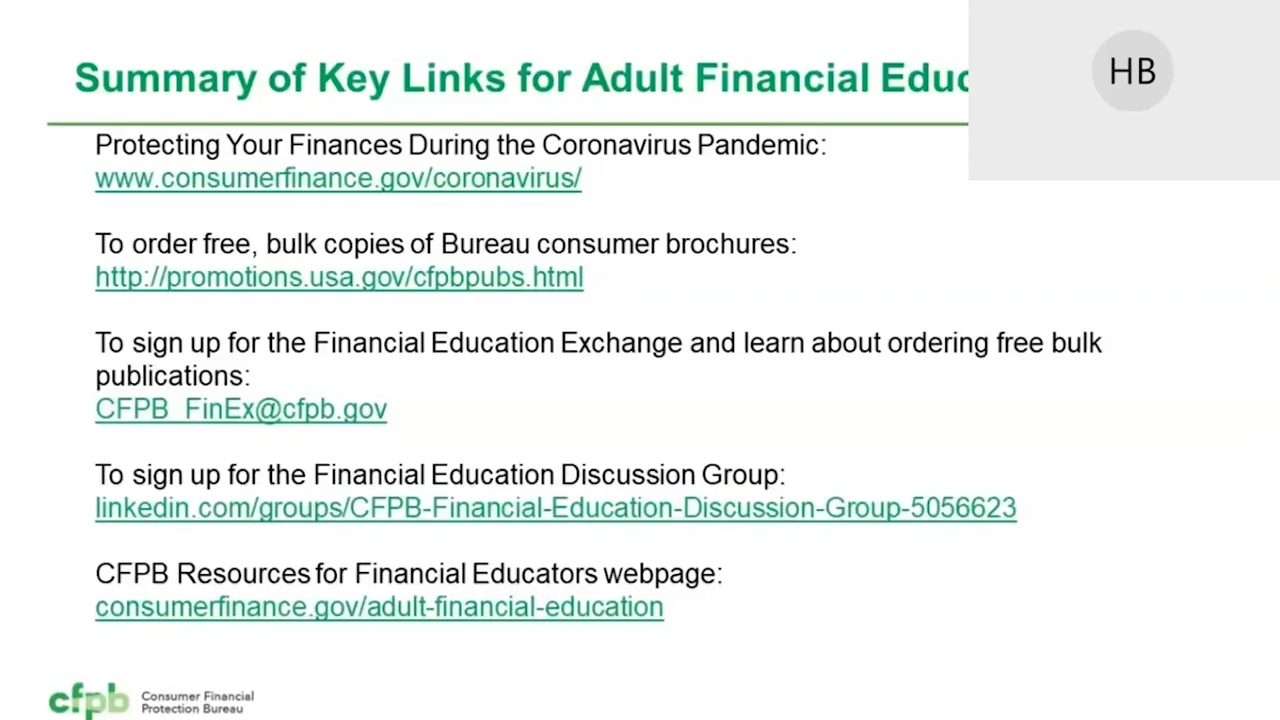 Summary of Key Links for Adult Financial Educ
HB
Protecting Your Finances During the Coronavirus Pandemic:
www.consumerfinance.gov/coronavirus/
To order free, bulk copies of Bureau consumer brochures:
http://promotions.usa.gov/cfpbpubs.html
To sign up for the Financial Education Exchange and learn about ordering free bulk
publications:
CFPB_FinEx@cfpb.gov
To sign up for the Financial Education Discussion Group:
linkedin.com/groups/CFPB-Financial-Education-Discussion-Group-5056623
CFPB Resources for Financial Educators webpage:
consumerfinance.gov/adult-financial-education
cfpb
Consumer Financial
Protection Bureau